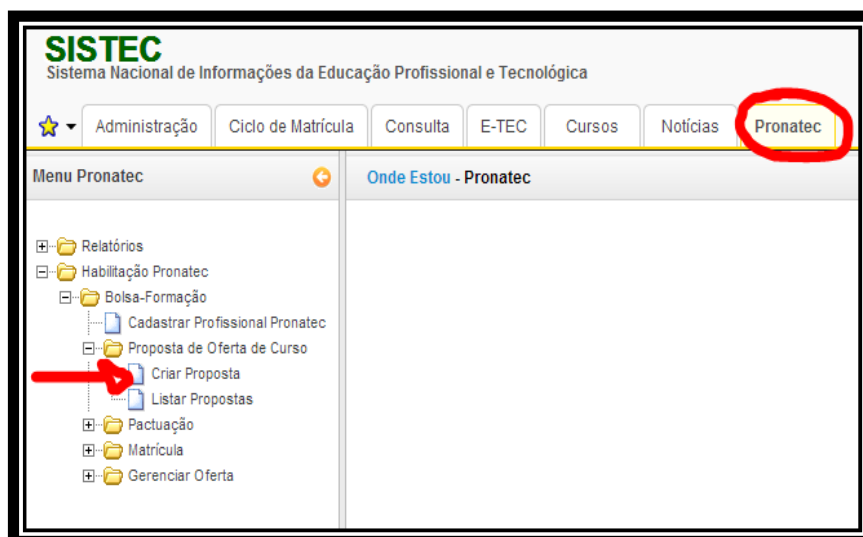 SISTEC
Sistema Nacional de Informações da Educação Profissional e Tecnológica
Administração Ciclo de Matrícula Consulta E-TEC Cursos Notícias Pronatec
Menu Pronatec
Onde Estou - Pronatec
Relatórios
Habilitação Pronatec
Bolsa-Formação
Cadastrar Profissional Pronatec
Proposta de Oferta de Curso
Criar Proposta
Listar Propostas
Pactuação
Matrícula
Gerenciar Oferta